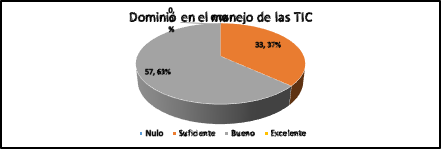 Dominio en el manejo de las TIC
0
%
33, 37%
57, 63%
Nulo Suficiente Bueno Excelente